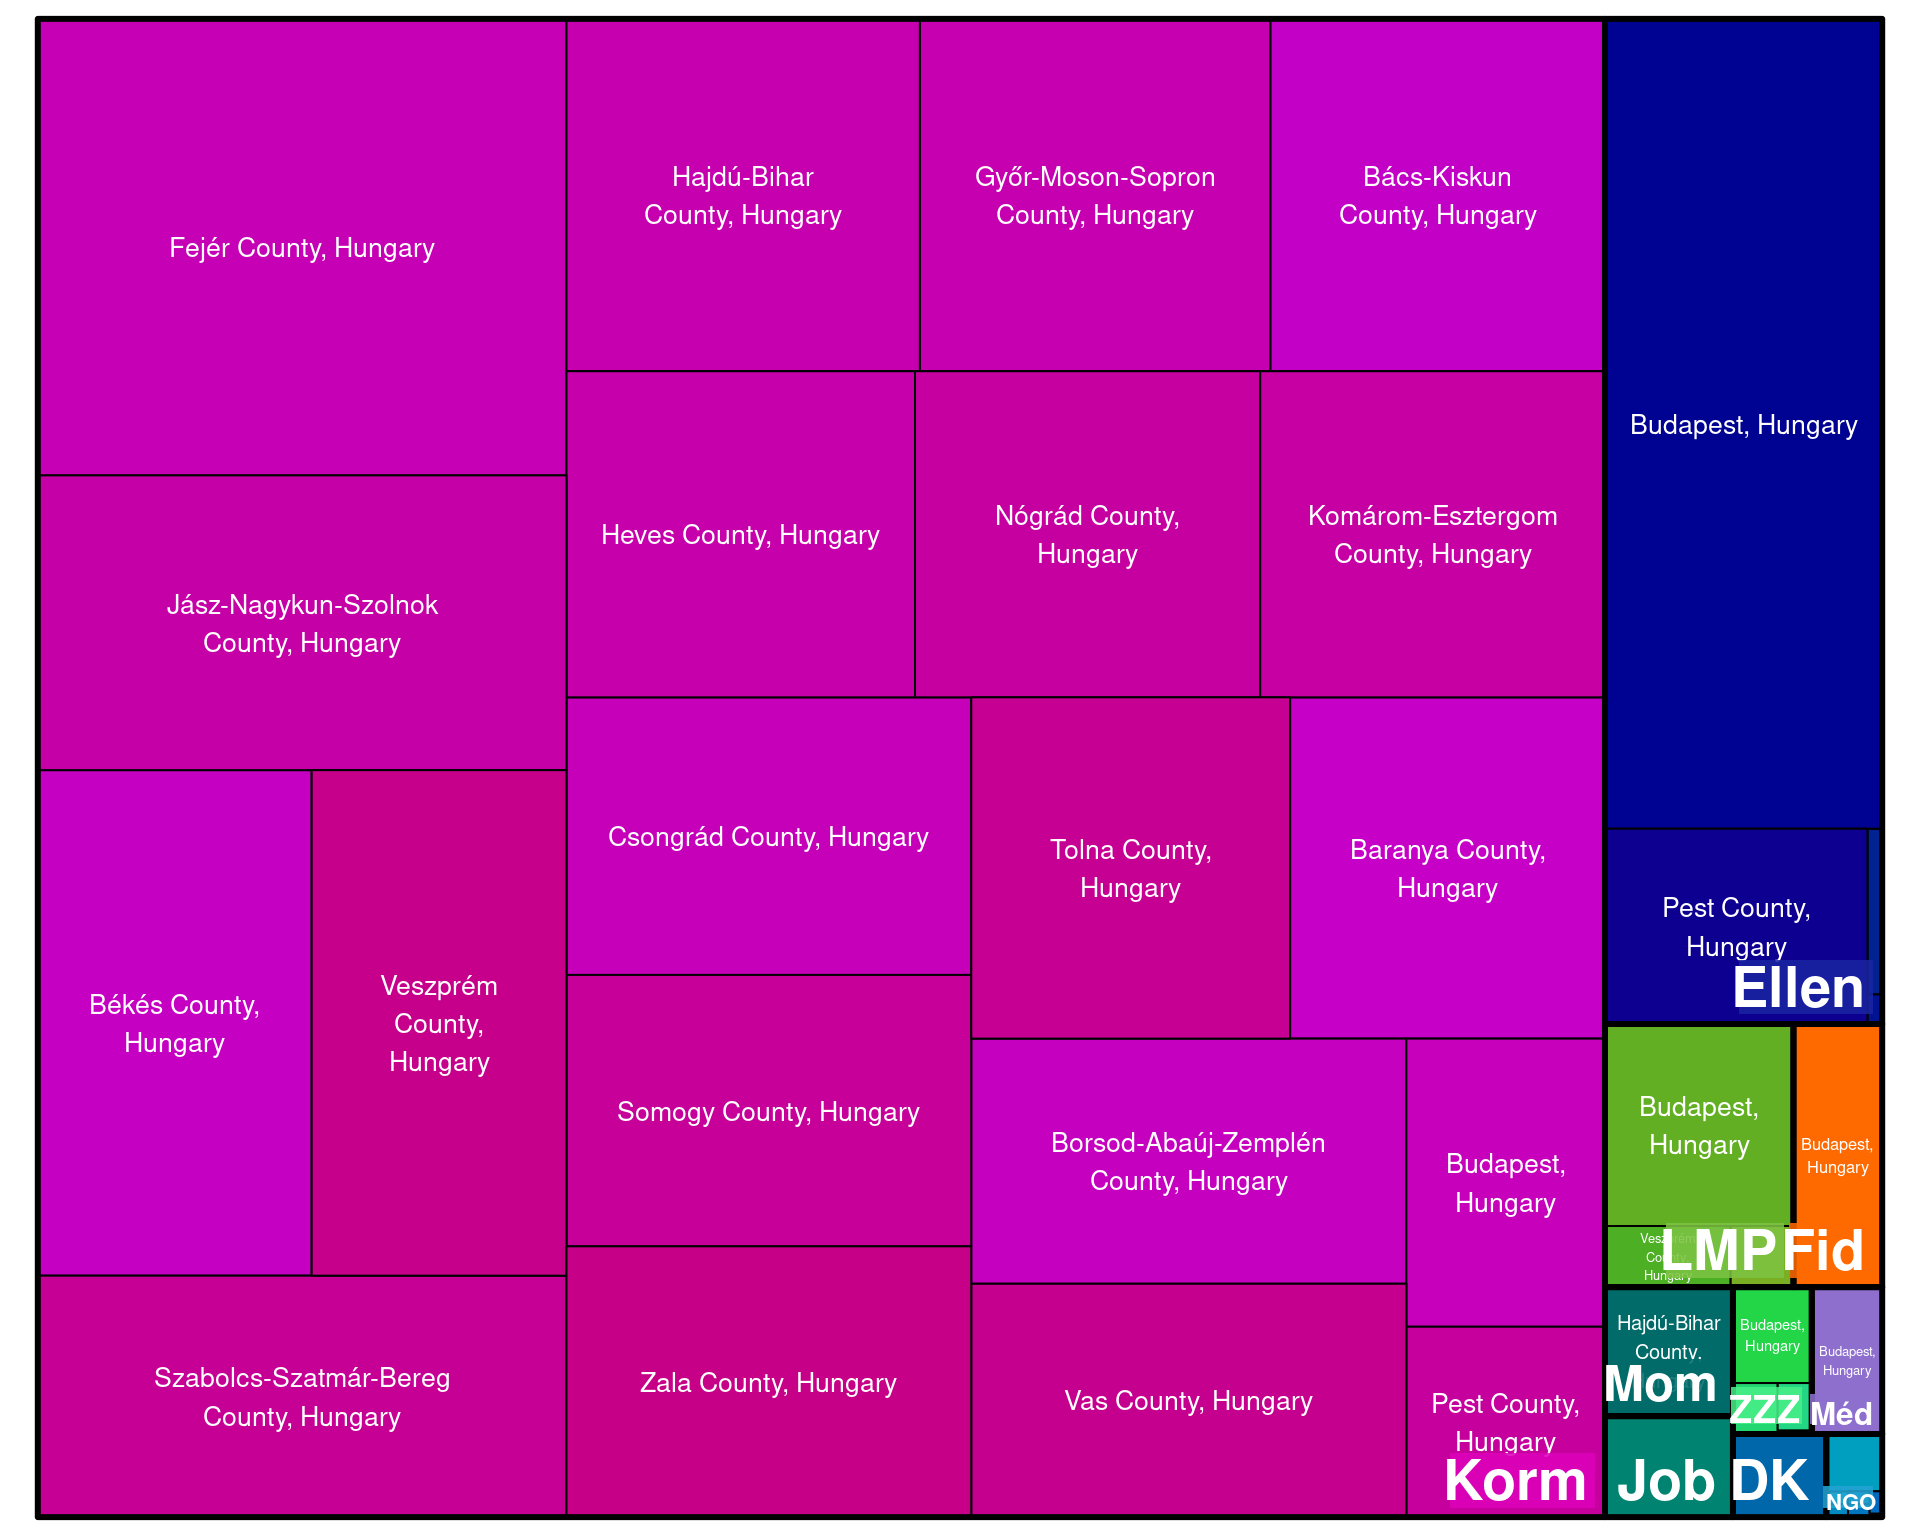 Fejér County, Hungary
Hajdú-Bihar
County, Hungary
Győr-Moson-Sopron
County, Hungary
Bács-Kiskun
County, Hungary
Budapest, Hungary
Jász-Nagykun-Szolnok
County, Hungary
Heves County, Hungary
Nógrád County,
Hungary
Komárom-Esztergom
County, Hungary
Békés County,
Hungary
Veszprém
County,
Hungary
Csongrád County, Hungary
Tolna County,
Hungary
Baranya County,
Hungary
Pest County,
Hungary
Ellen
Somogy County, Hungary
Borsod-Abaúj-Zemplén
County, Hungary
Budapest,
Hungary
Budapest,
Hungary
Budapest,
Hungary
Veszprém
County,
Hungary
LMP
Fid
Szabolcs-Szatmár-Bereg
County, Hungary
Zala County, Hungary
Vas County, Hungary
Pest County,
Hungary
Korm
Hajdú-Bihar
County,
Mom
Budapest,
Hungary
ZZZ
Budapest,
Hungary
Méd
Job
DK
NGO